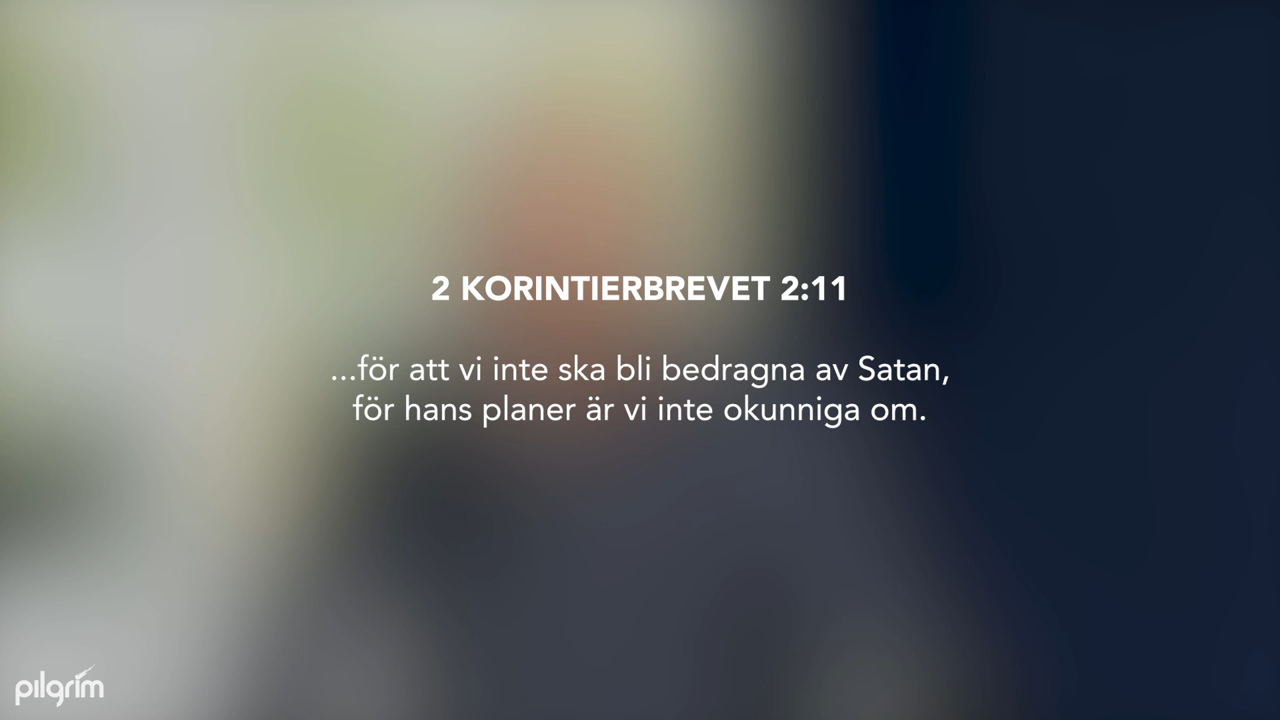 2 KORINTIERBREVET 2:11
...för att vi inte ska bli bedragna av Satan,
för hans planer är vi inte okunniga om.
pilgrim